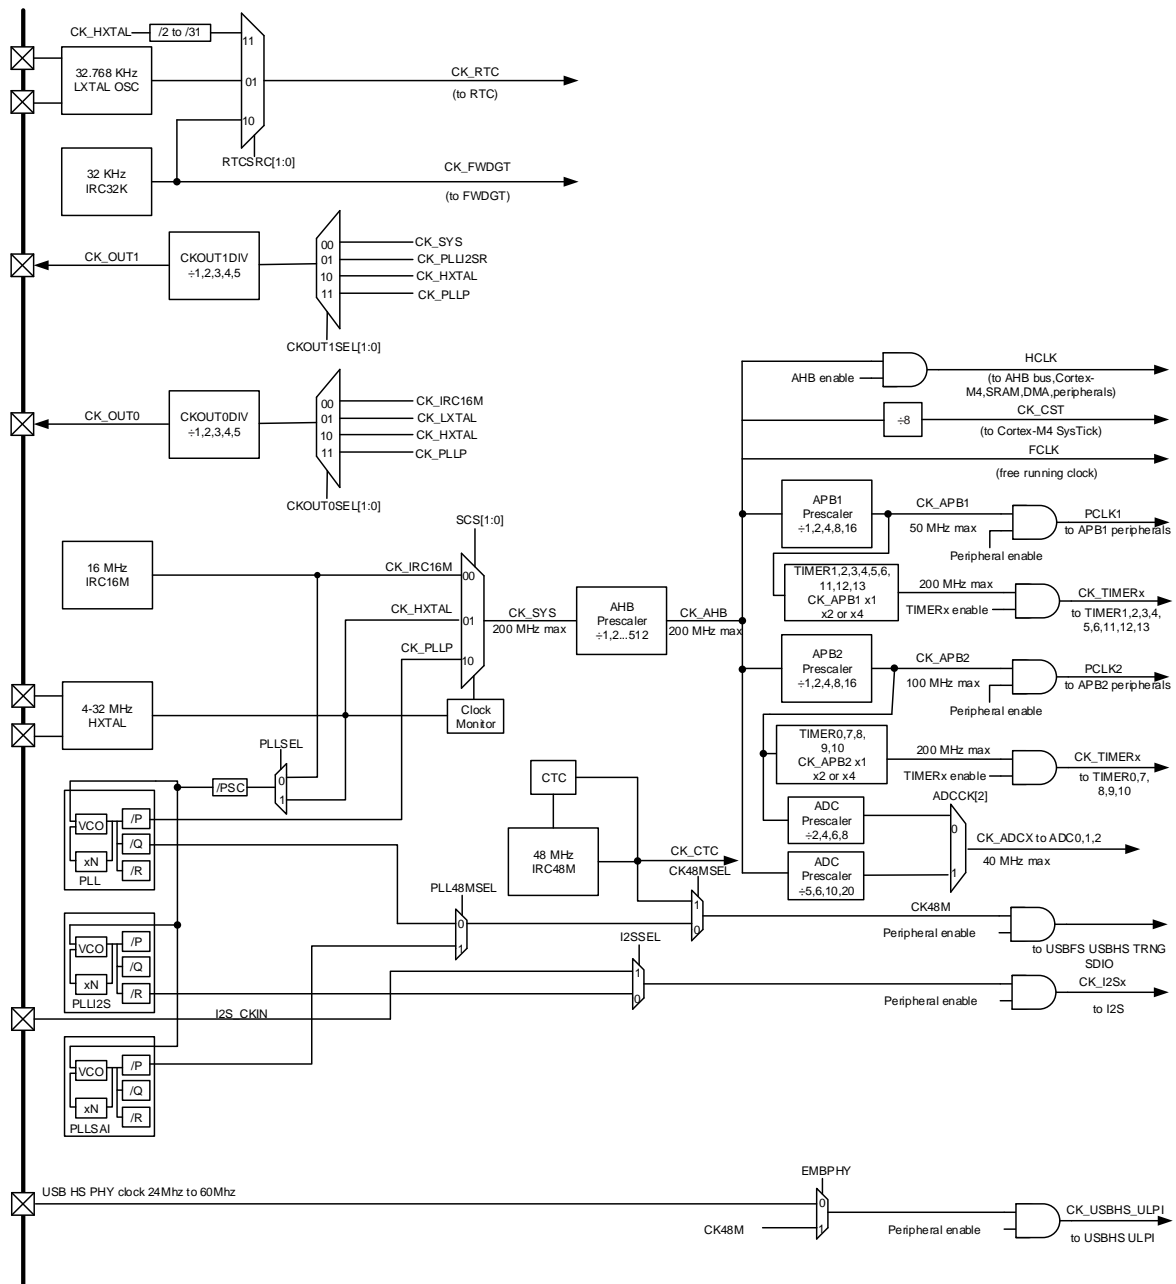 CK_HXTAL
/2 to /31
11
32.768 KHz
LXTAL OSC
01
CK_RTC
(to RTC)
10
RTCSRC[1:0]
32 KHz
IRC32K
CK_FWDGT
(to FWDGT)
CK_OUT1
CKOUT1DIV
÷1,2,3,4,5
00
01
10
11
CK_SYS
CK_PLLI2SR
CK_HXTAL
CK_PLLP
CKOUT1SEL[1:0]
CK_OUT0
CKOUT0DIV
÷1,2,3,4,5
00
01
10
11
CK_IRC16M
CK_LXTAL
CK_HXTAL
CK_PLLP
CKOUT0SEL[1:0]
AHB enable
HCLK
(to AHB bus,Cortex-
M4,SRAM,DMA,peripherals)
÷8
CK_CST
(to Cortex-M4 SysTick)
FCLK
(free running clock)
APB1
Prescaler
÷1,2,4,8,16
CK_APB1
50 MHz max
Peripheral enable
PCLK1
to APB1 peripherals
SCS[1:0]
16 MHz
IRC16M
CK_IRC16M
00
CK_HXTAL
01
CK_PLLP
10
CK_SYS
200 MHz max
AHB
Prescaler
÷1,2...512
CK_AHB
200 MHz max
TIMER1,2,3,4,5,6,
11,12,13
CK_APB1 x1
x2 or x4
200 MHz max
TIMERx enable
CK_TIMERx
to TIMER1,2,3,4,
5,6,11,12,13
APB2
Prescaler
÷1,2,4,8,16
CK_APB2
100 MHz max
Peripheral enable
PCLK2
to APB2 peripherals
4-32 MHz
HXTAL
Clock
Monitor
TIMER0,7,8,
9,10
CK_APB2 x1
x2 or x4
200 MHz max
TIMERx enable
CK_TIMERx
to TIMER0,7,
8,9,10
PLLSEL
0
1
/PSC
CTC
ADCCK[2]
ADC
Prescaler
÷2,4,6,8
0
1
CK_ADCX to ADC0,1,2
40 MHz max
ADC
Prescaler
÷5,6,10,20
VCO
xN
/P
/Q
/R
PLL
48 MHz
IRC48M
CK_CTC
CK48MSEL
1
0
PLL48MSEL
0
1
CK48M
Peripheral enable
to USBFS USBHS TRNG
SDIO
VCO
xN
/P
/Q
/R
PLLI2S
I2SSEL
1
0
Peripheral enable
CK_I2Sx
to I2S
I2S_CKIN
VCO
xN
/P
/Q
/R
PLLSAI
USB HS PHY clock 24Mhz to 60Mhz
EMBPHY
0
1
CK48M
Peripheral enable
CK_USBHS_ULPI
to USBHS ULPI